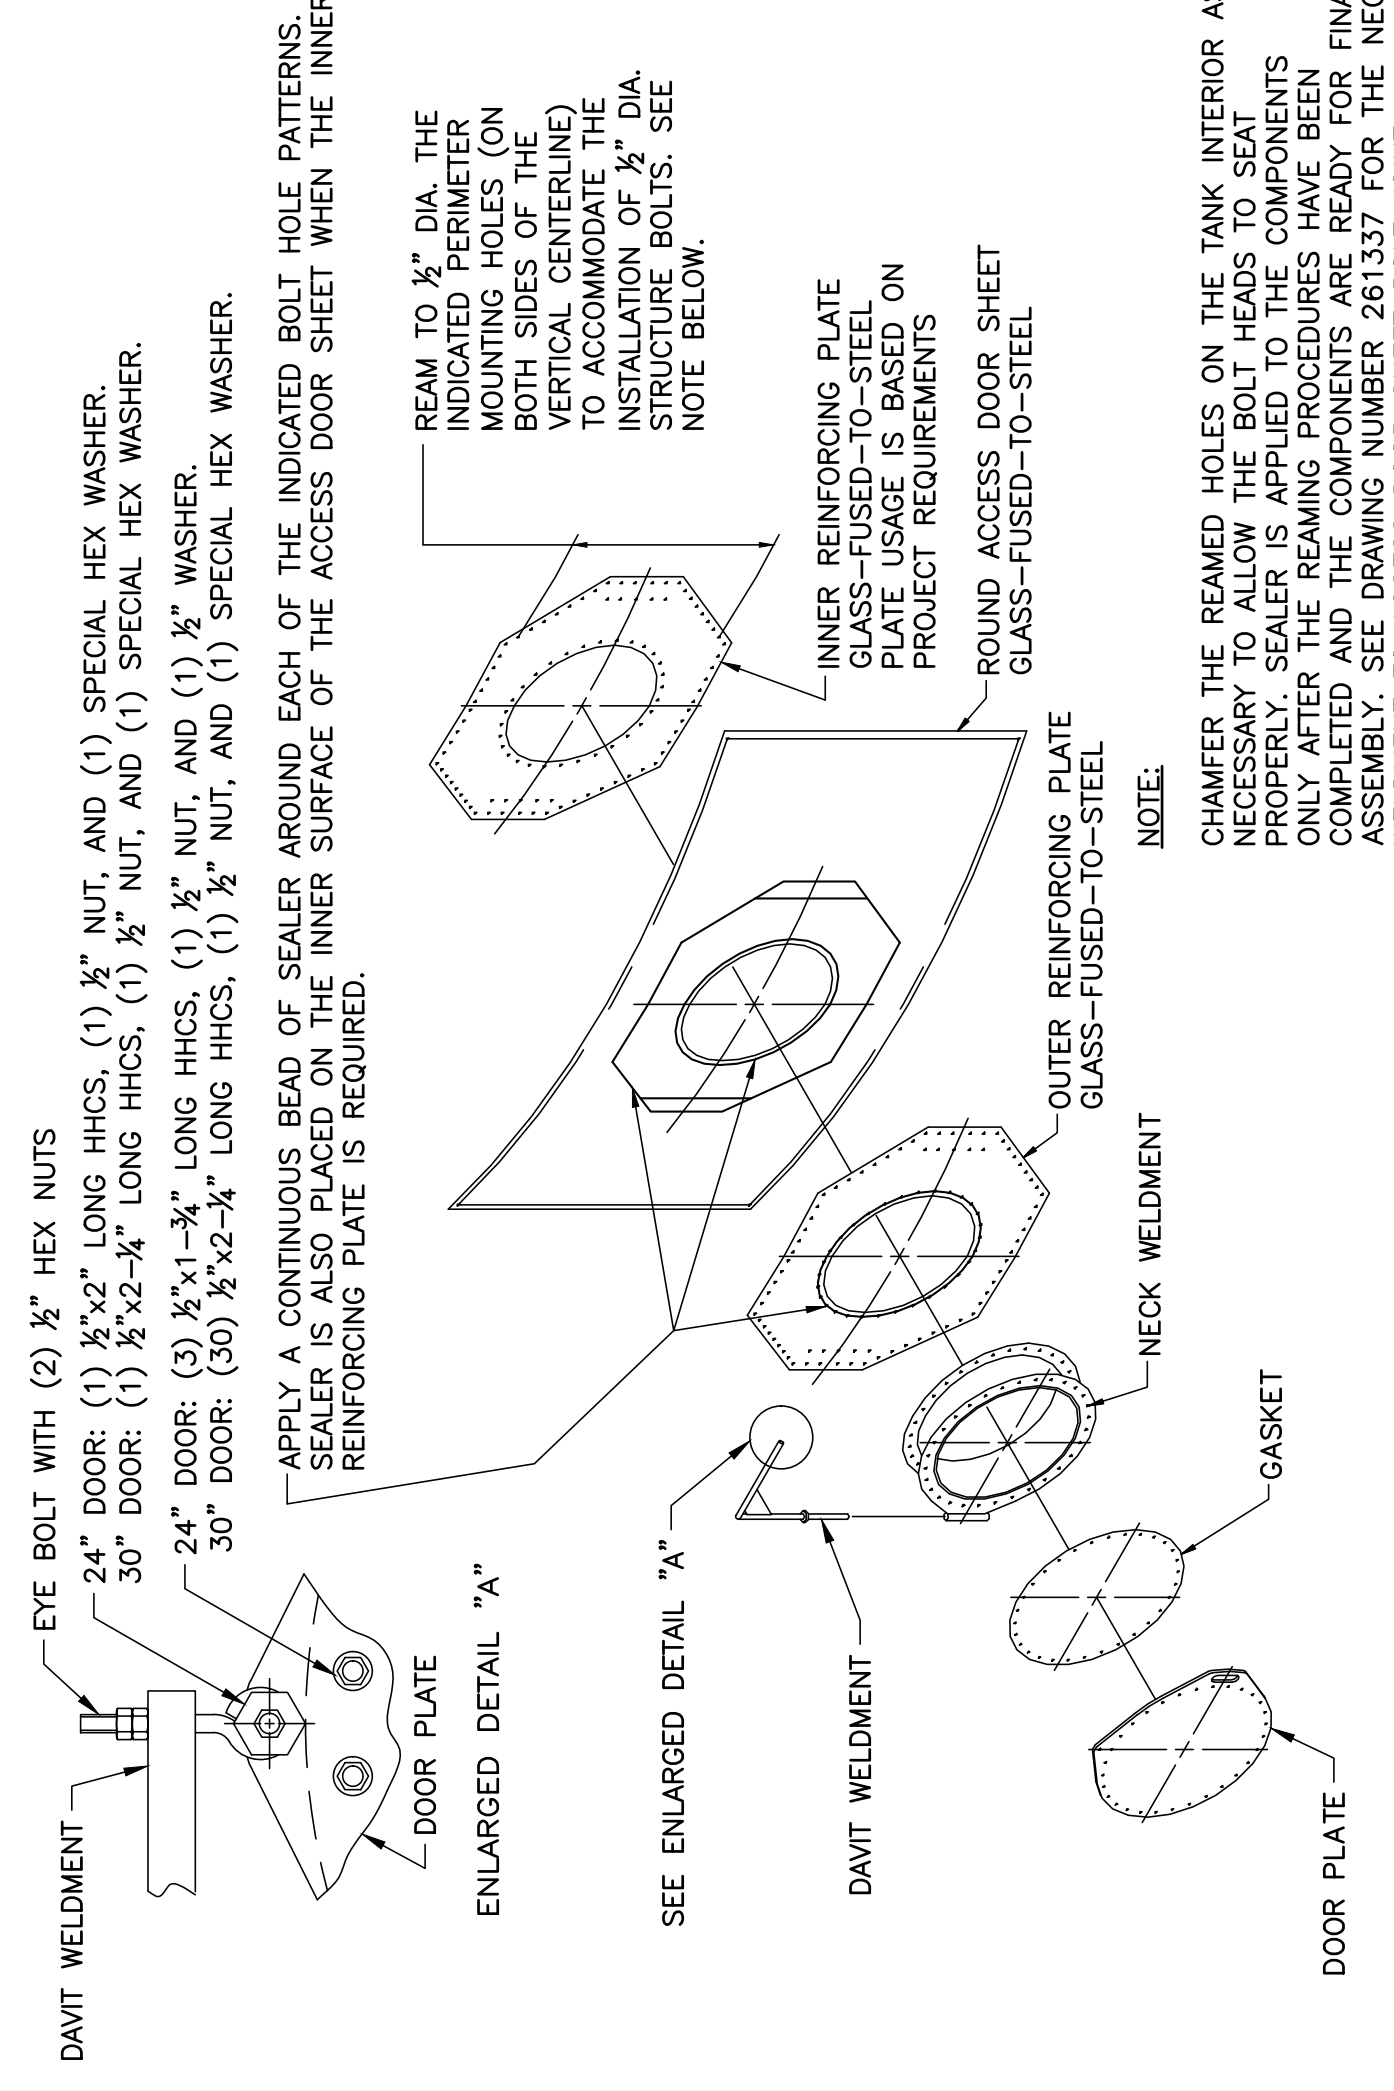 DAVIT WELDMENT
EYE BOLT WITH (2) ½" HEX NUTS
24" DOOR: (1) ½"x2" LONG HHCS, (1) ½" NUT, AND (1) SPECIAL HEX WASHER.
30" DOOR: (1) ½"x2-¼" LONG HHCS, (1) ½" NUT, AND (1) SPECIAL HEX WASHER.
24" DOOR: (3) ½"x1-¾" LONG HHCS, (1) ½" NUT, AND (1) ½" WASHER.
30" DOOR: (30) ½"x2-¼" LONG HHCS, (1) ½" NUT, AND (1) SPECIAL HEX WASHER.
APPLY A CONTINUOUS BEAD OF SEALER AROUND EACH OF THE INDICATED BOLT HOLE PATTERNS.
SEALER IS ALSO PLACED ON THE INNER SURFACE OF THE ACCESS DOOR SHEET WHEN THE INNER
REINFORCING PLATE IS REQUIRED.
DOOR PLATE
ENLARGED DETAIL "A"
REAM TO ½" DIA. THE
INDICATED PERIMETER
MOUNTING HOLES (ON
BOTH SIDES OF THE
VERTICAL CENTERLINE)
TO ACCOMMODATE THE
INSTALLATION OF ½" DIA.
STRUCTURE BOLTS. SEE
NOTE BELOW.
SEE ENLARGED DETAIL "A"
DAVIT WELDMENT
INNER REINFORCING PLATE
GLASS-FUSED-TO-STEEL
PLATE USAGE IS BASED ON
PROJECT REQUIREMENTS
ROUND ACCESS DOOR SHEET
GLASS-FUSED-TO-STEEL
OUTER REINFORCING PLATE
GLASS-FUSED-TO-STEEL
NECK WELDMENT
GASKET
DOOR PLATE
NOTE:
CHAMFER THE REAMED HOLES ON THE TANK INTERIOR
NECESSARY TO ALLOW THE BOLT HEADS TO SEAT
PROPERLY. SEALER IS APPLIED TO THE COMPONENTS
ONLY AFTER THE REAMING PROCEDURES HAVE BEEN
COMPLETED AND THE COMPONENTS ARE READY FOR
ASSEMBLY. SEE DRAWING NUMBER 261337 FOR THE